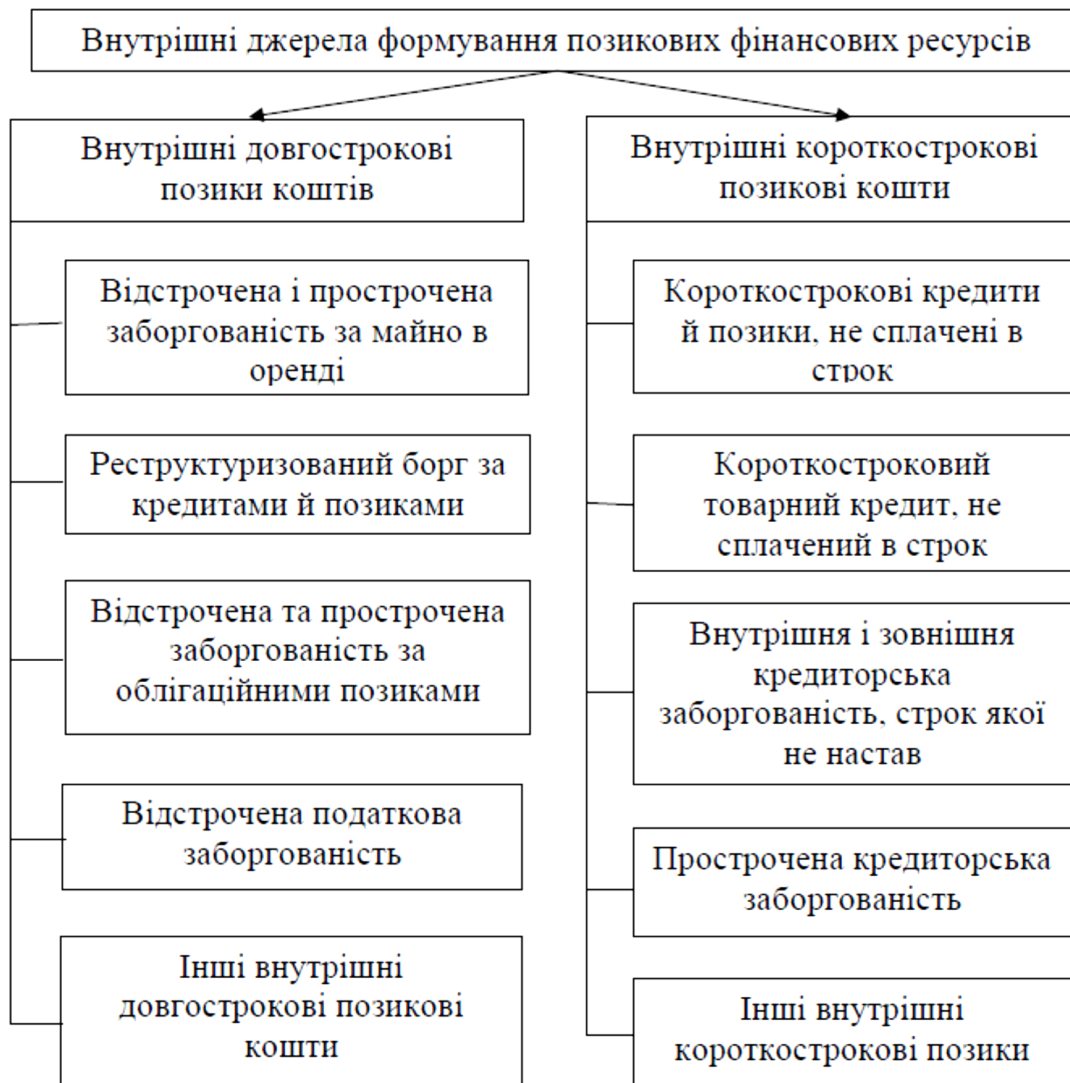 Внутрішні джерела формування позикових фінансових ресурсів
Внутрішні довгострокові
позики коштів
Відстрочена і прострочена
заборгованість за майно в
оренді
Реструктуризований борг за
кредитами й позиками
Відстрочена та прострочена
заборгованість за
облігаційними позиками
Відстрочена податкова
заборгованість
Інші внутрішні
довгострокові позикові
кошти
Внутрішні короткострокові
позикові кошти
Короткострокові кредити
й позики, не сплачені в
строк
Короткостроковий
товарний кредит, не
сплачений в строк
Внутрішня і зовнішня
кредиторська
заборгованість, строк якої
не настав
Прострочена кредиторська
заборгованість
Інші внутрішні
короткострокові позики